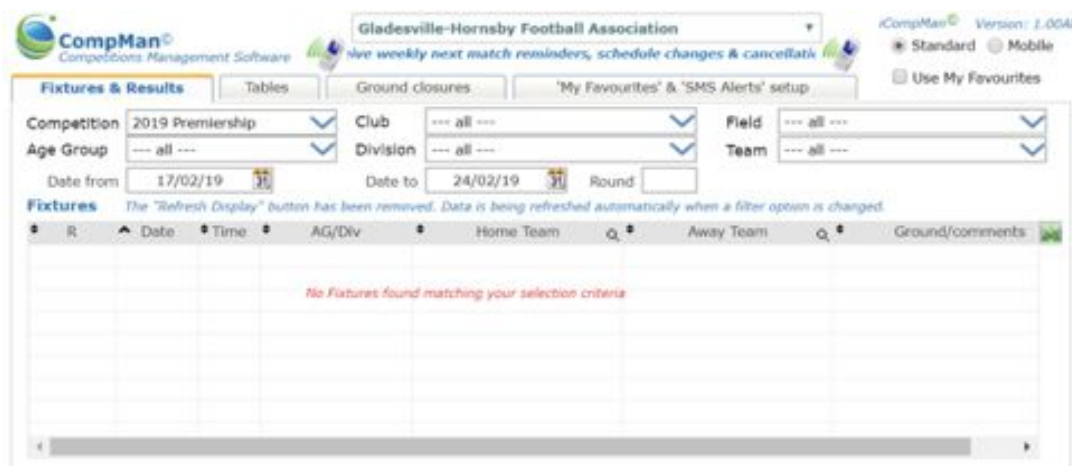 Gladesville-Hornsby Football Association
iCompMan© Version: 1.00
CompMan©
Competitions Management Software
ive weekly next match reminders, schedule changes & cancellati
Standard Mobile
Use My Favourites
Fixtures & Results Tables Ground closures 'My Favourites' & 'SMS Alerts' setup
Competition 2019 Premiership Club --- all --- Field --- all ---
Age Group --- all --- Division --- all --- Team --- all ---
Date from 17/02/19 31 Date to 24/02/19 31 Round
Fixtures The "Refresh Display" button has been removed. Data is being refreshed automatically when a filter option is changed.
R Date Time AG/Div Home Team Away Team Ground/comments
No Fixtures found matching your selection criteria